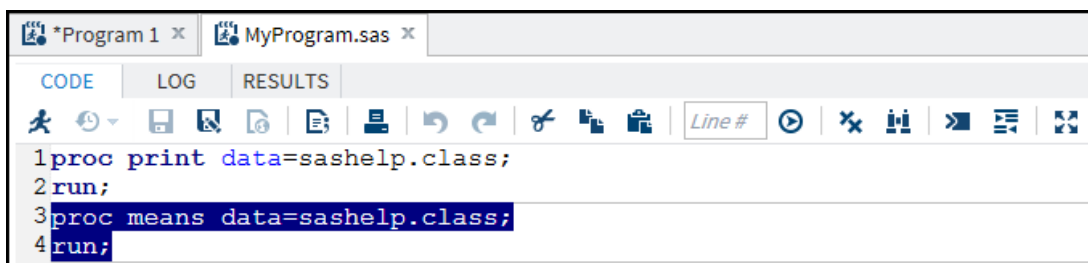 *Program 1 x MyProgram.sas x
CODE LOG RESULTS
Line #
1 proc print data=sashelp.class;
2 run;
3 proc means data=sashelp.class;
4 run;